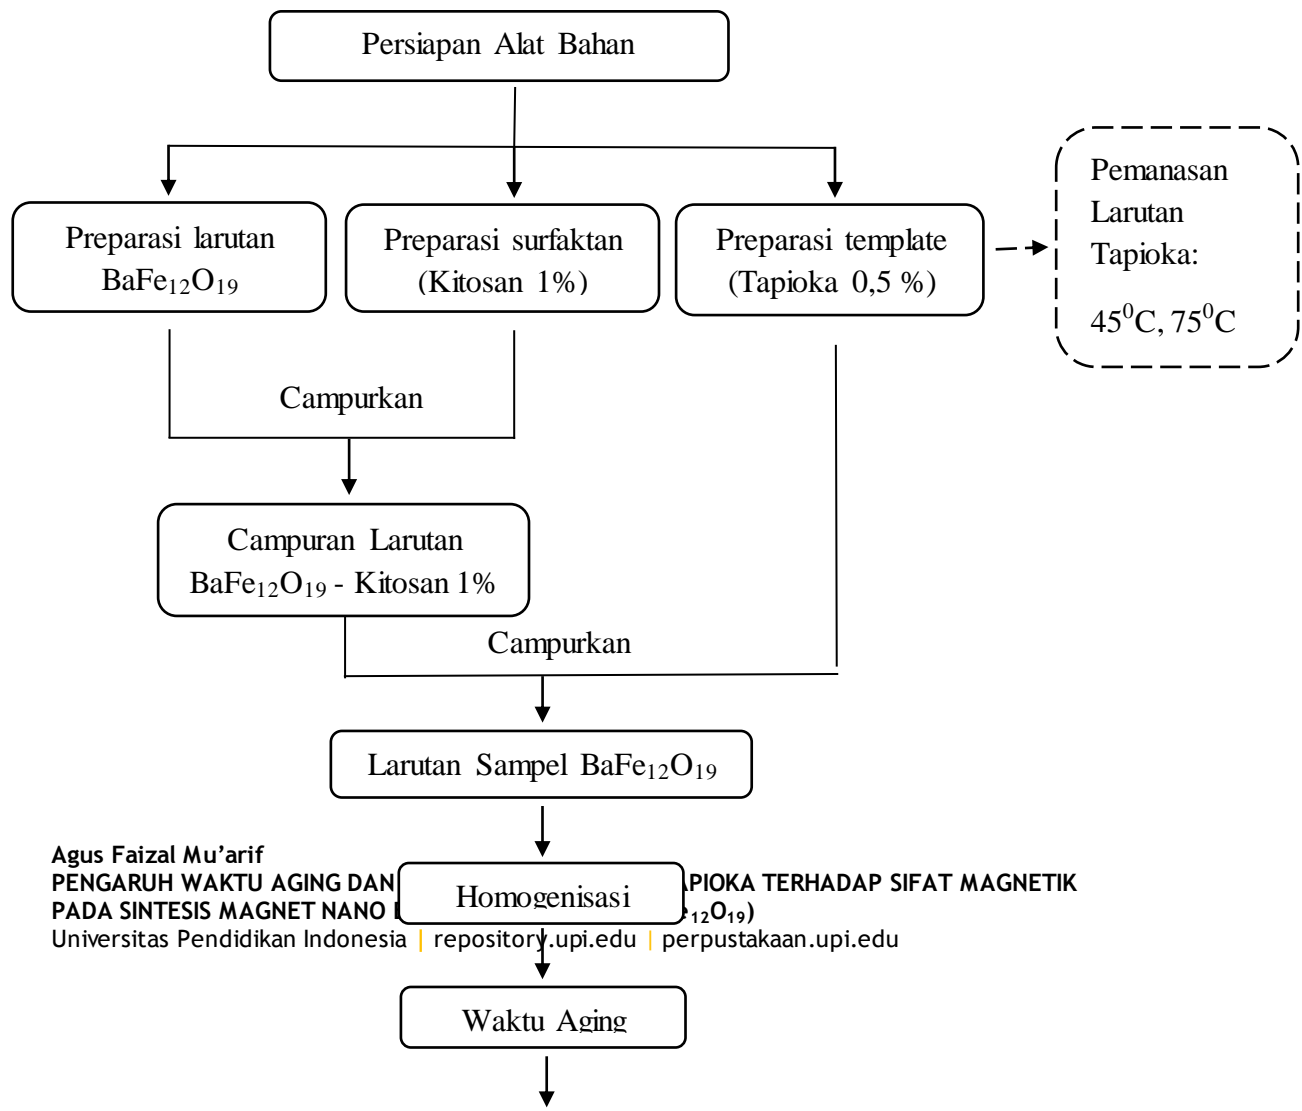 Persiapan Alat Bahan
Preparasi larutan
BaFe₁₂O₁₉
Preparasi surfaktan
(Kitosan 1%)
Preparasi template
(Tapioka 0,5 %)
Pemanasan
Larutan
Tapioka:
45⁰C, 75⁰C
Campurkan
Campuran Larutan
BaFe₁₂O₁₉ - Kitosan 1%
Campurkan
Larutan Sampel BaFe₁₂O₁₉
Agus Faizal Mu’arif
PENGARUH WAKTU AGING DAN APIOKA TERHADAP SIFAT MAGNETIK
PADA SINTESIS MAGNET NANO ₁₂O₁₉)
Homogenisasi
Universitas Pendidikan Indonesia | repository.upi.edu | perpustakaan.upi.edu
Waktu Aging